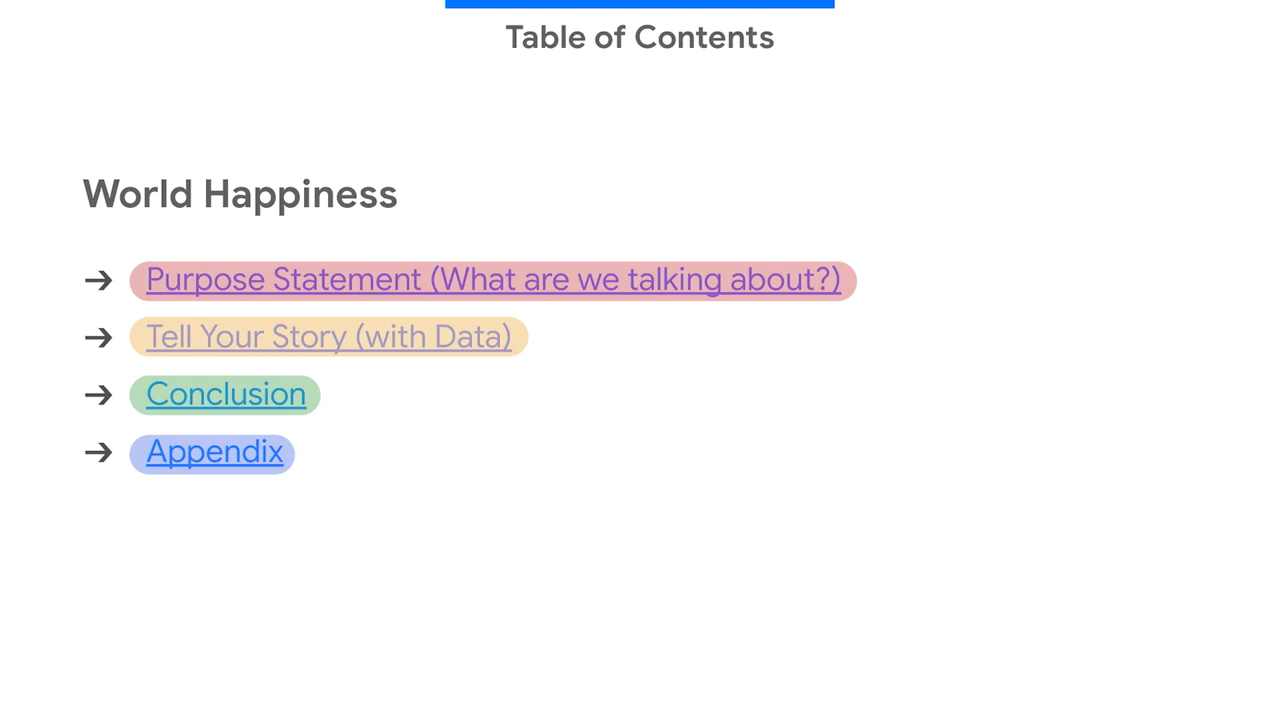 Table of Contents
World Happiness
→ Purpose Statement (What are we talking about?)
→ Tell Your Story (with Data)
→ Conclusion
→ Appendix